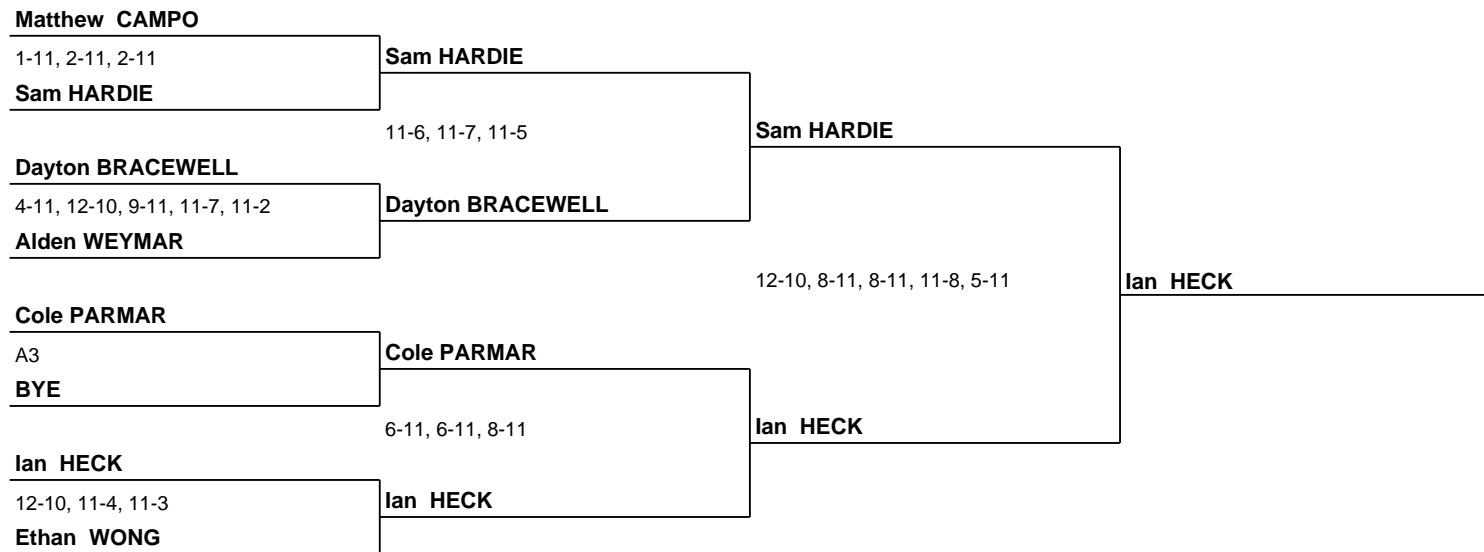 Matthew  CAMPO
1-11, 2-11, 2-11
Sam HARDIE
Sam HARDIE
11-6, 11-7, 11-5
Sam HARDIE
Dayton BRACEWELL
4-11, 12-10, 9-11, 11-7, 11-2
Dayton BRACEWELL
Alden WEYMAR
12-10, 8-11, 8-11, 11-8, 5-11
Ian  HECK
Cole PARMAR
A3
Cole PARMAR
BYE
6-11, 6-11, 8-11
Ian  HECK
Ian  HECK
12-10, 11-4, 11-3
Ian  HECK
Ethan  WONG